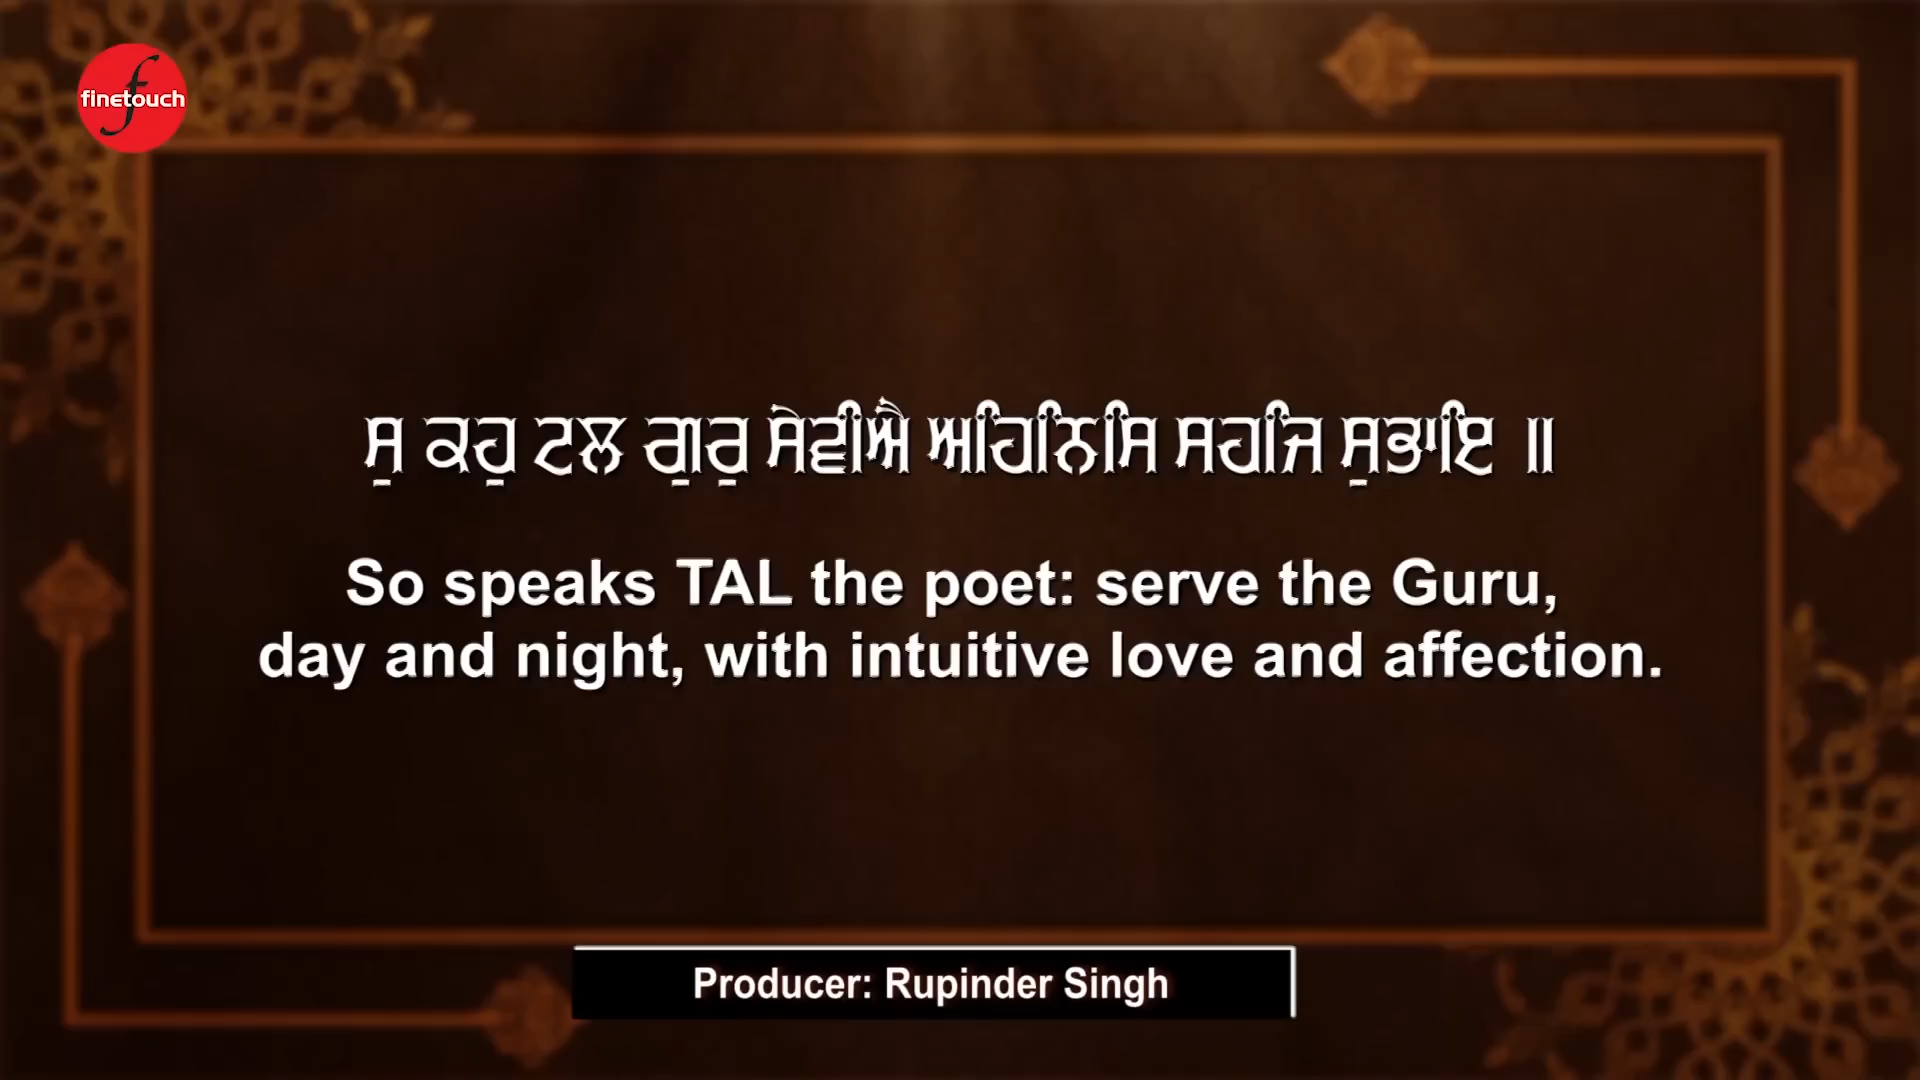 finetouch
ਸੁ ਕਹੁ ਟਲ ਗੁਰੁ ਸੇਵੀਐ ਅਹਿਨਿਸਿ ਸਹਜਿ ਸੁਭਾਇ ॥
So speaks TAL the poet: serve the Guru,
day and night, with intuitive love and affection.
Producer: Rupinder Singh